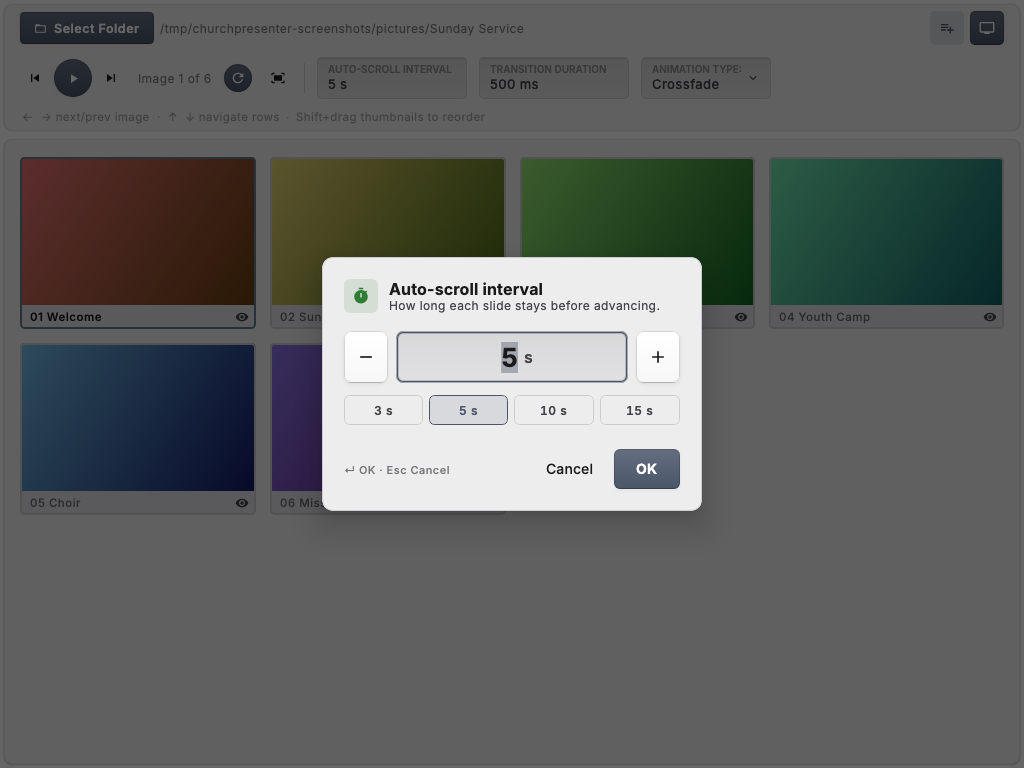 Select Folder /tmp/churchpresenter-screenshots/pictures/Sunday Service
Image 1 of 6
AUTO-SCROLL INTERVAL
5 s
TRANSITION DURATION
500 ms
ANIMATION TYPE:
Crossfade
← → next/prev image · ↑ ↓ navigate rows · Shift+drag thumbnails to reorder
01 Welcome
02 Sun
04 Youth Camp
05 Choir
06 Miss
Auto-scroll interval
How long each slide stays before advancing.
− 5 s +
3 s 5 s 10 s 15 s
↵ OK · Esc Cancel
Cancel
OK